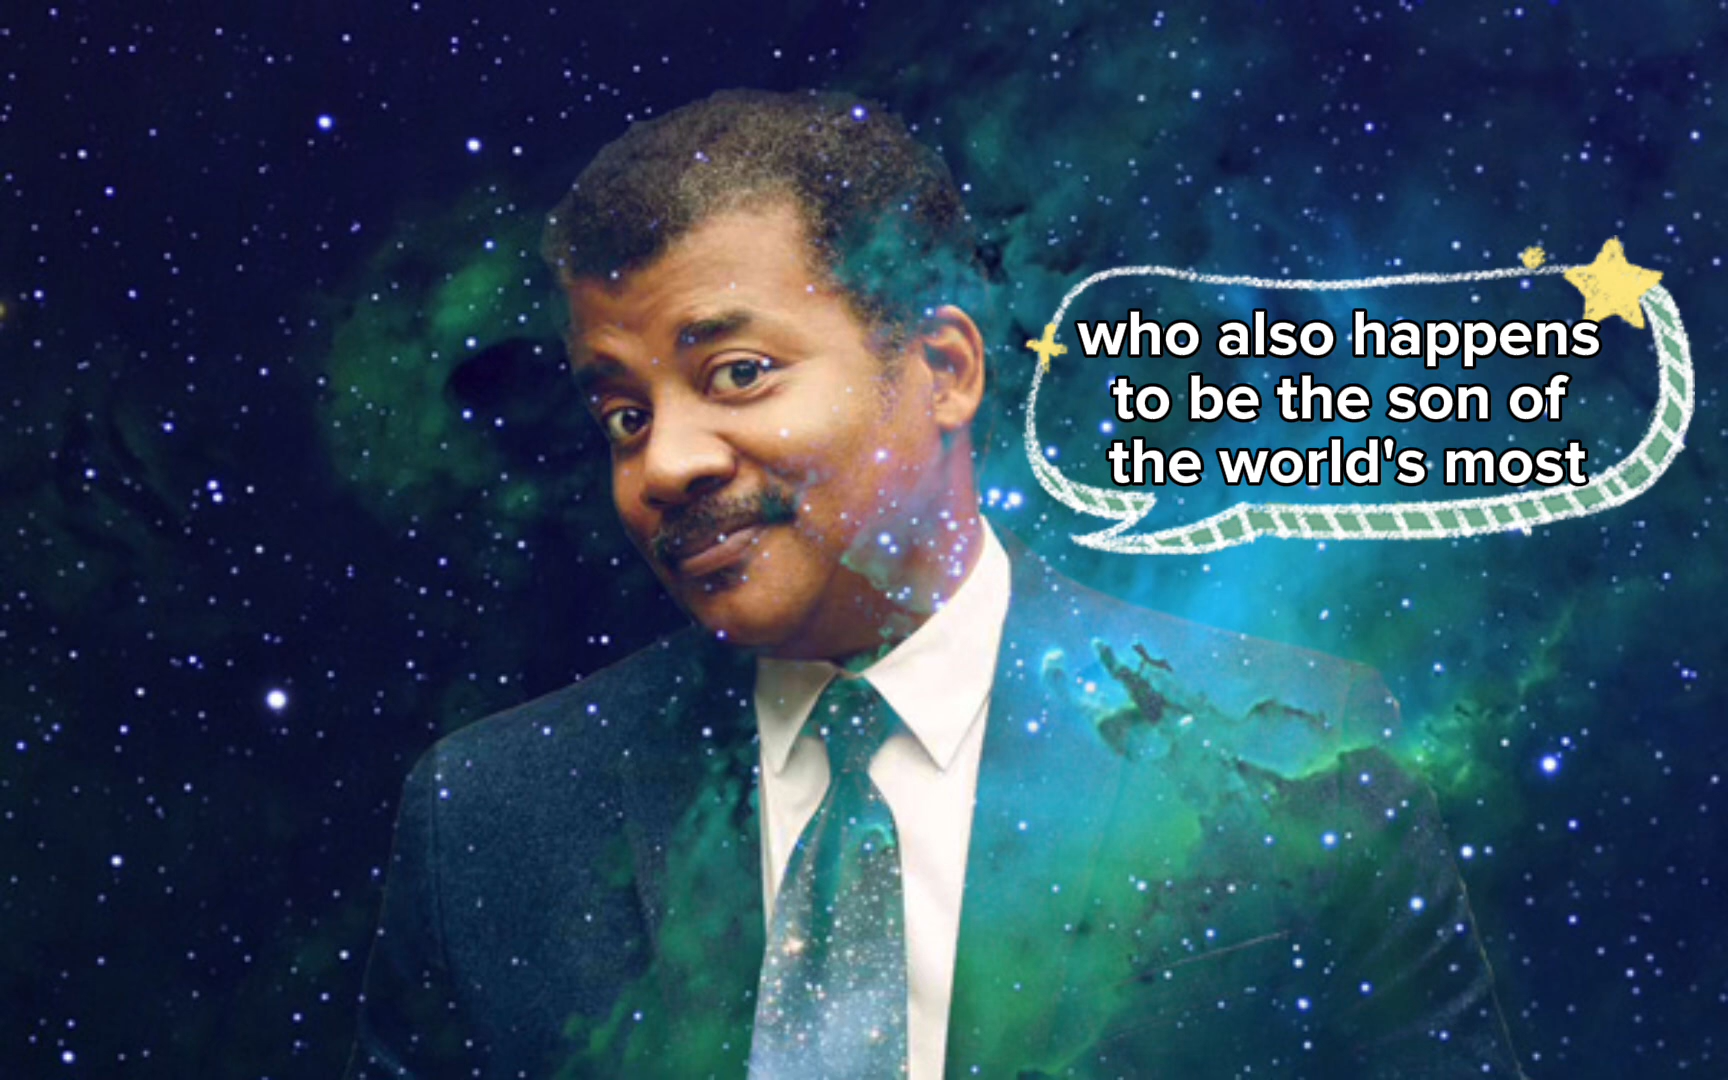 who also happens
to be the son of
the world's most